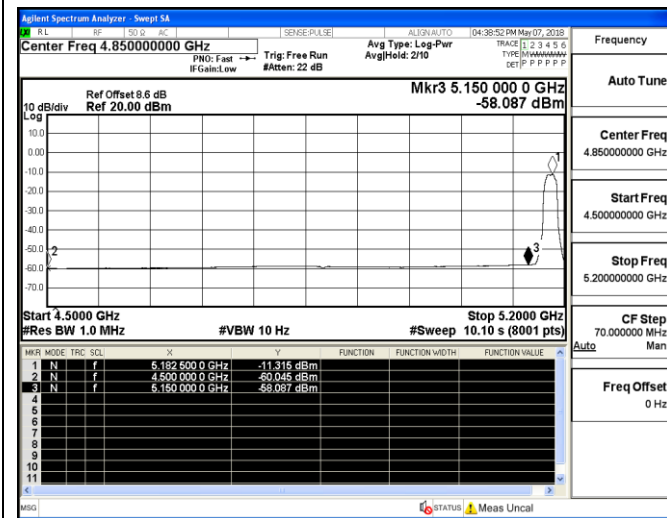 Agilent Spectrum Analyzer - Swept SA
RL RF 50 Ω AC SENSE:PULSE ALIGN AUTO 04:38:52 PM May 07, 2018
Center Freq 4.850000000 GHz
PNO: Fast
IFGain:Low
Trig: Free Run
#Atten: 22 dB
Avg Type: Log-Pwr
Avg|Hold: 2/10
TRACE 1 2 3 4 5 6
TYPE MWWWWW
DET P P P P P P
Ref Offset 8.6 dB
Ref 20.00 dBm
10 dB/div
Log
Mkr3 5.150 000 0 GHz
-58.087 dBm
10.0
0.00
-10.0
-20.0
-30.0
-40.0
-50.0
-60.0
-70.0
1
2
3
Start 4.5000 GHz
Stop 5.2000 GHz
#Res BW 1.0 MHz #VBW 10 Hz #Sweep 10.10 s (8001 pts)
MKR MODE TRC SCL X Y FUNCTION FUNCTION WIDTH FUNCTION VALUE
1 N f 5.182 500 0 GHz -11.315 dBm
2 N f 4.500 000 0 GHz -60.045 dBm
3 N f 5.150 000 0 GHz -58.087 dBm
4
5
6
7
8
9
10
11
MSG STATUS Meas Uncal
Frequency
Auto Tune
Center Freq
4.850000000 GHz
Start Freq
4.500000000 GHz
Stop Freq
5.200000000 GHz
CF Step
70.000000 MHz
Auto Man
Freq Offset
0 Hz